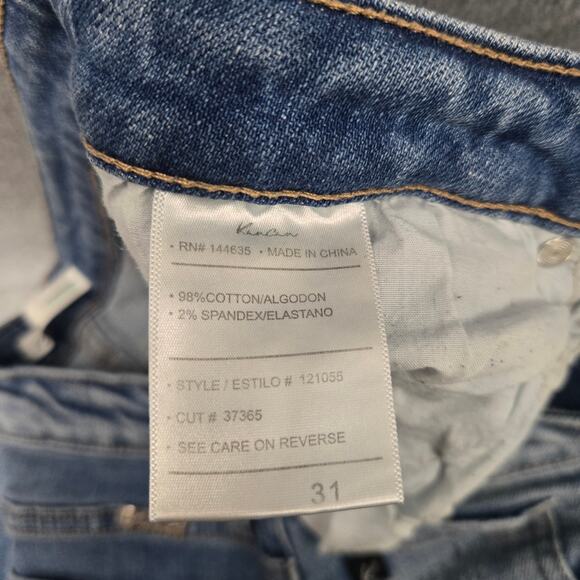 KanCan
• RN# 144635 • MADE IN CHINA
• 98%COTTON/ALGODON
• 2% SPANDEX/ELASTANO
• STYLE / ESTILO # 121055
• CUT # 37365
• SEE CARE ON REVERSE
31